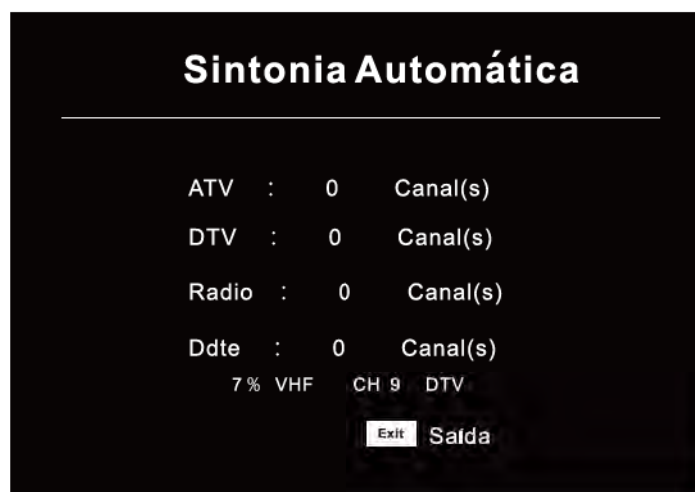 Sintonia Automática
ATV : 0 Canal(s)
DTV : 0 Canal(s)
Radio : 0 Canal(s)
Ddte : 0 Canal(s)
7% VHF CH 9 DTV
Exit Saída